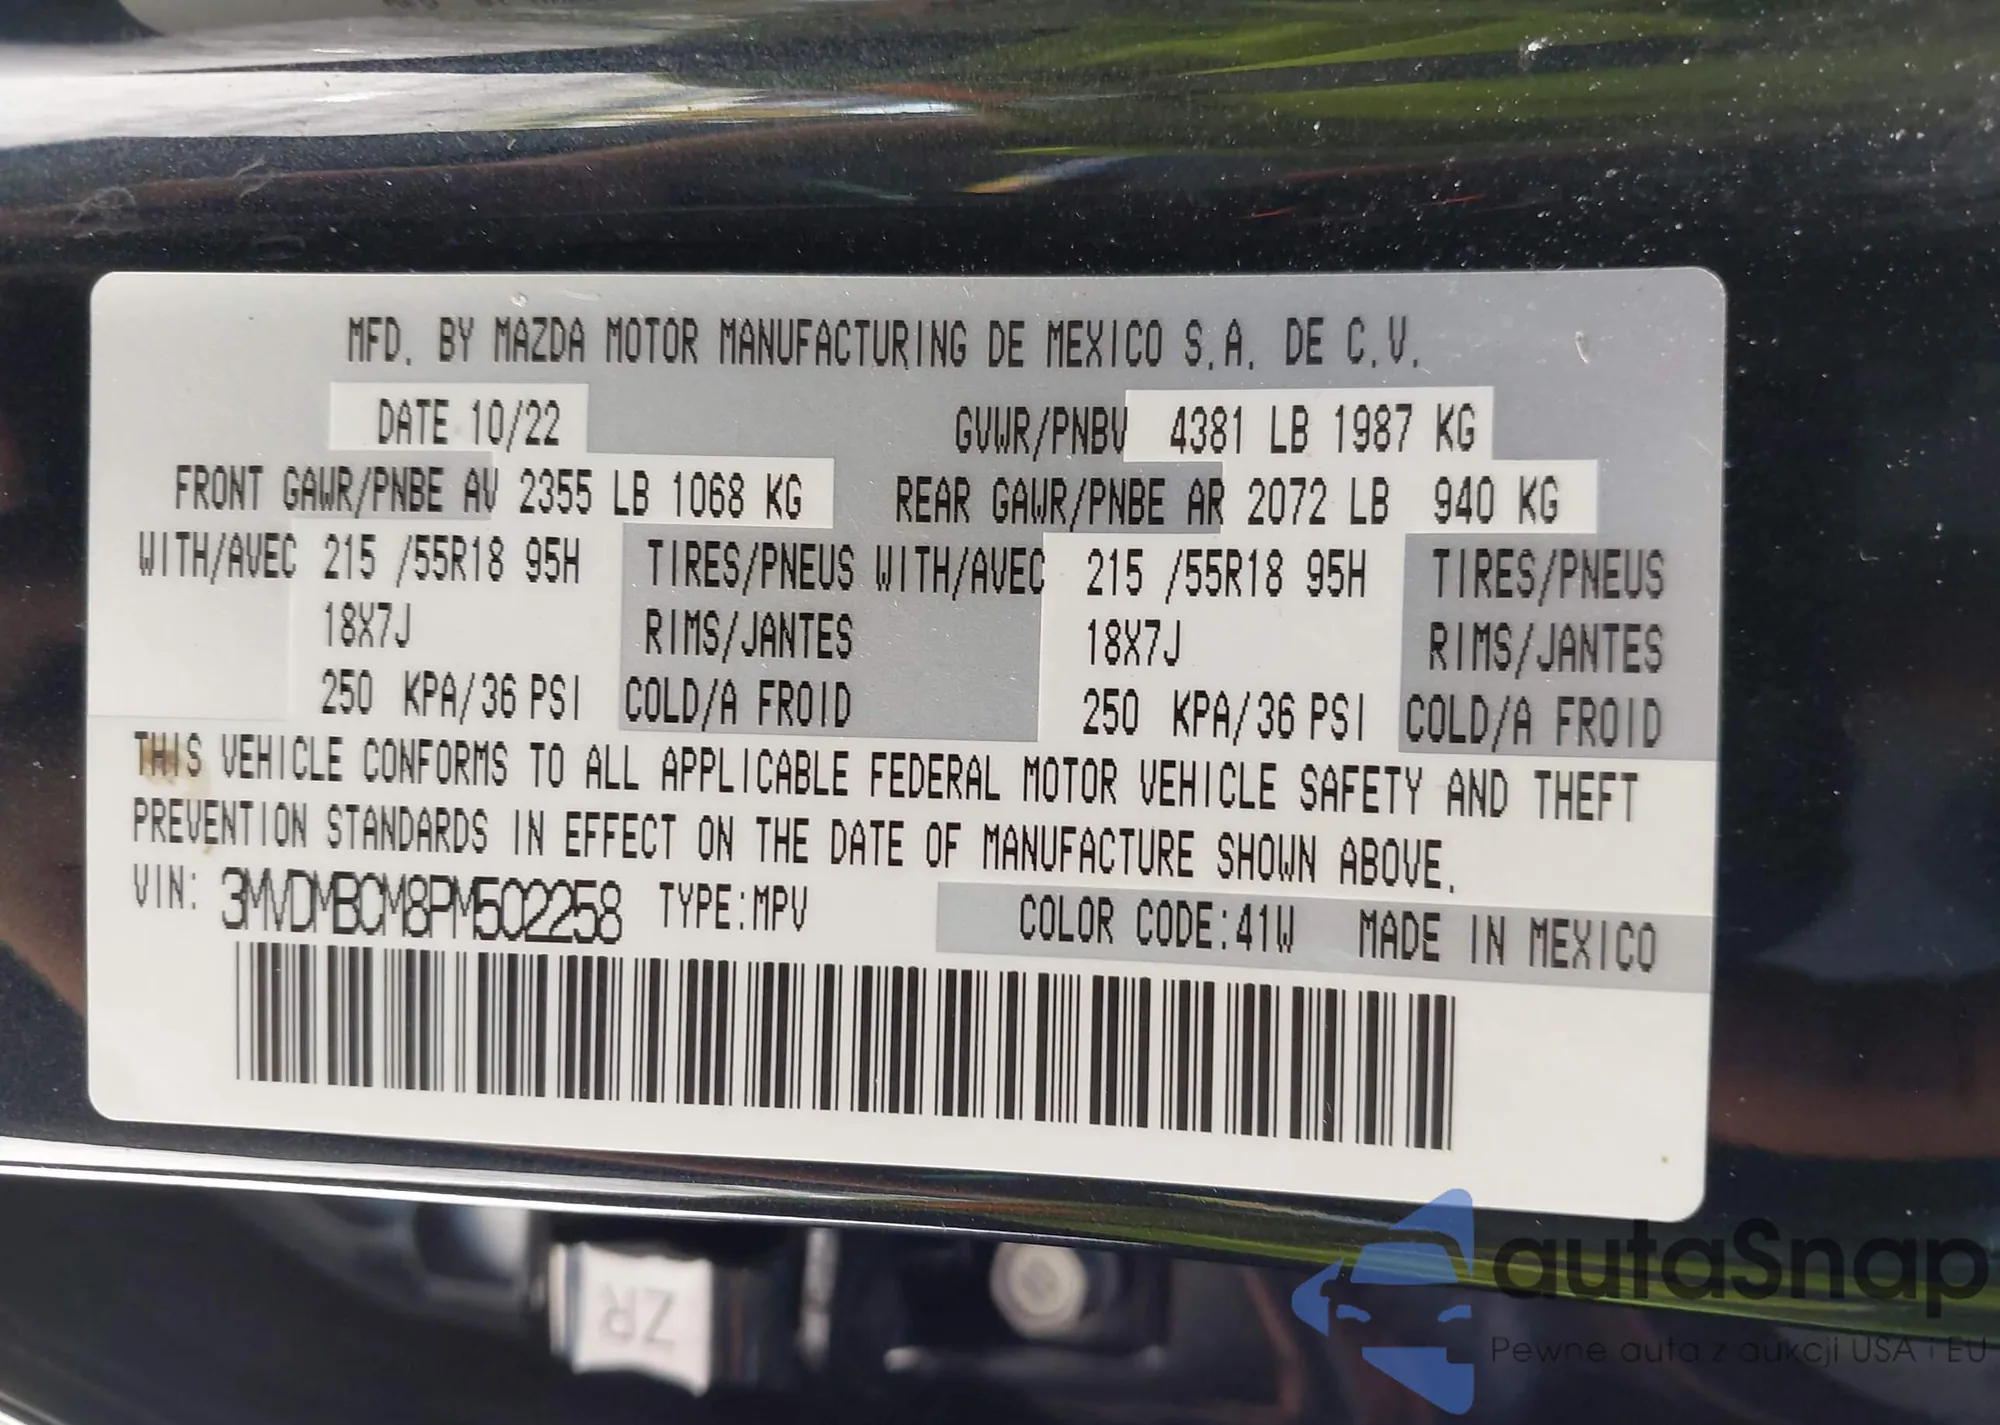 MFD. BY MAZDA MOTOR MANUFACTURING DE MEXICO S.A. DE C.V.
DATE 10/22 GVWR/PNBV 4381 LB 1987 KG
FRONT GAWR/PNBE AV 2355 LB 1068 KG REAR GAWR/PNBE AR 2072 LB 940 KG
WITH/AVEC 215 /55R18 95H TIRES/PNEUS WITH/AVEC 215 /55R18 95H TIRES/PNEUS
18X7J RIMS/JANTES 18X7J RIMS/JANTES
250 KPA/36 PSI COLD/A FROID 250 KPA/36 PSI COLD/A FROID
THIS VEHICLE CONFORMS TO ALL APPLICABLE FEDERAL MOTOR VEHICLE SAFETY AND THEFT
PREVENTION STANDARDS IN EFFECT ON THE DATE OF MANUFACTURE SHOWN ABOVE.
VIN: 3MVDMBCM8PM502258 TYPE:MPV COLOR CODE:41W MADE IN MEXICO
ZR
autaSnap
Pewne auta z aukcji USA i EU